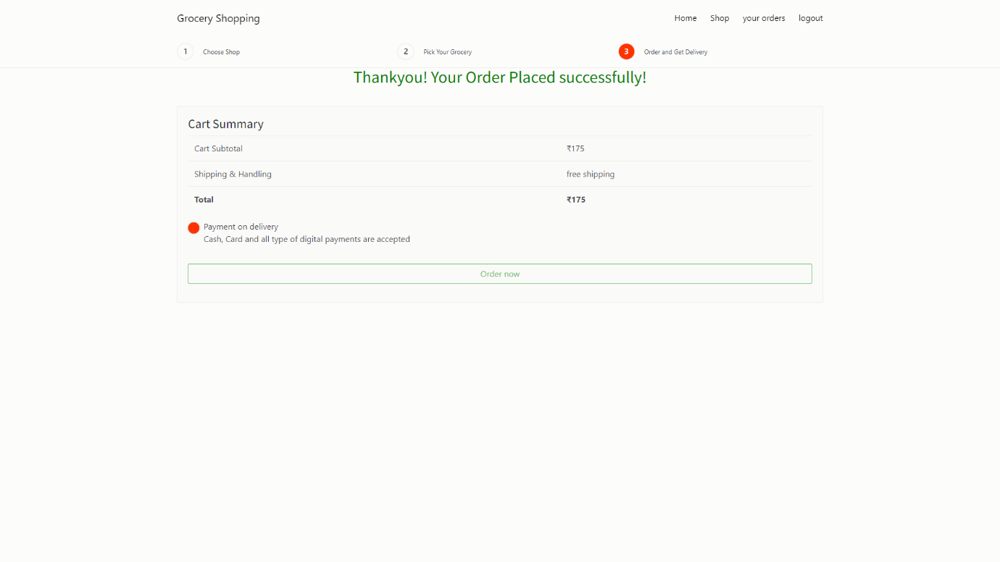 Grocery Shopping Home Shop your orders logout
1 Choose Shop 2 Pick Your Grocery 3 Order and Get Delivery
Thankyou! Your Order Placed successfully!
Cart Summary
Cart Subtotal ₹175
Shipping & Handling free shipping
Total ₹175
Payment on delivery
Cash, Card and all type of digital payments are accepted
Order now